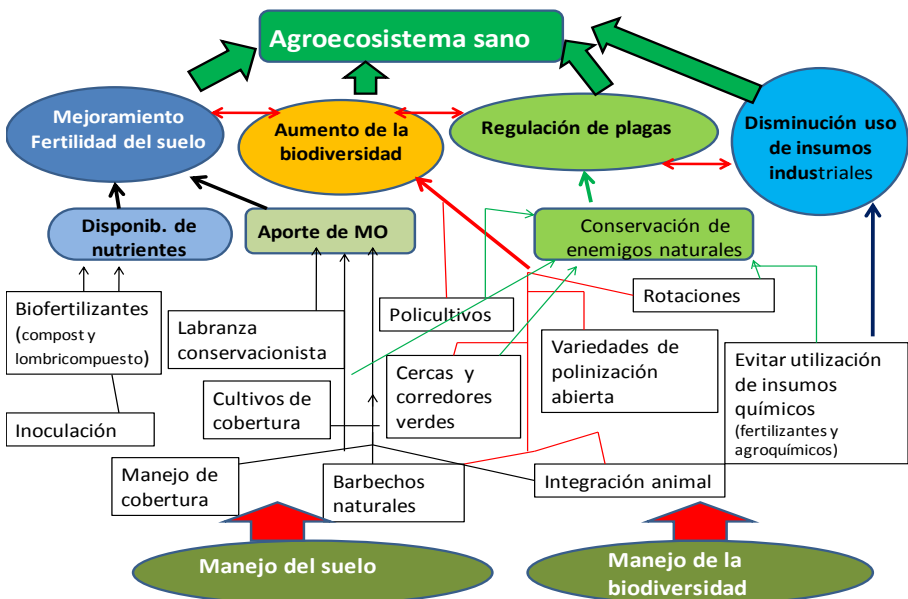 Agroecosistema sano
Mejoramiento
Fertilidad del suelo
Aumento de la
biodiversidad
Regulación de plagas
Disminución uso
de insumos
industriales
Disponib. de
nutrientes
Aporte de MO
Conservación de
enemigos naturales
Biofertilizantes
(compost y
lombricompuesto)
Labranza
conservacionista
Policultivos
Rotaciones
Variedades de
polinización
abierta
Evitar utilización
de insumos
químicos
(fertilizantes y
agroquímicos)
Cercas y
corredores
verdes
Cultivos de
cobertura
Inoculación
Manejo de
cobertura
Barbechos
naturales
Integración animal
Manejo del suelo
Manejo de la
biodiversidad